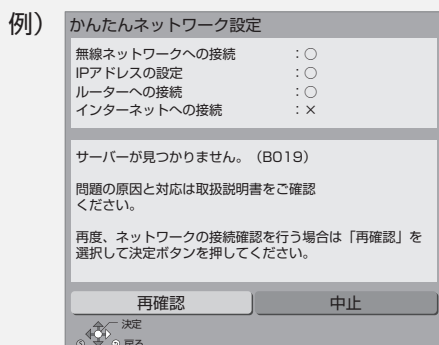 例）
かんたんネットワーク設定
無線ネットワークへの接続 ：○
IPアドレスの設定 ：○
ルーターへの接続 ：○
インターネットへの接続 ：×
サーバーが見つかりません。（B019）
問題の原因と対応は取扱説明書をご確認
ください。
再度、ネットワークの接続確認を行う場合は「再確認」を
選択して決定ボタンを押してください。
再確認 中止
決定
戻る